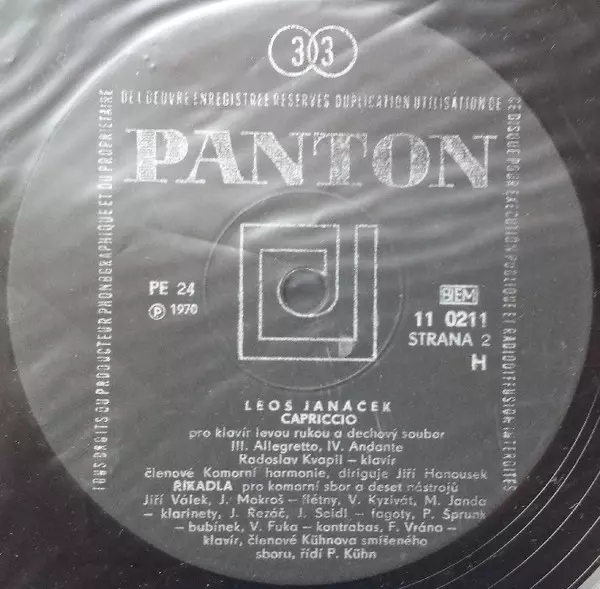 33
DE L'OEUVRE ENREGISTREE RESERVES DUPLICATION UTILISATION DE
CE DISQUE POUR EXECUTION PUBLIQUE ET RADIODIFFUSION INTERDITES
TOUS DROITS DU PRODUCTEUR PHONOGRAPHIQUE ET DU PROPRIETAIRE
PANTON
PE 24
Ⓟ 1970
BIEM
11 0211
STRANA 2
H
LEOŠ JANÁČEK
CAPRICCIO
pro klavír levou rukou a dechový soubor
III. Allegretto, IV. Andante
Radoslav Kvapil – klavír
členové Komorní harmonie, diriguje Jiří Hanousek
ŘÍKADLA pro komorní sbor a deset nástrojů
Jiří Válek, J. Mokroš – flétny, V. Kyzivát, M. Janda
– klarinety, J. Řezáč, J. Seidl – fagoty, P. Šprunk
– bubínek, V. Fuka – kontrabas, F. Vrána –
klavír, členové Kühnova smíšeného
sboru, řídí P. Kühn